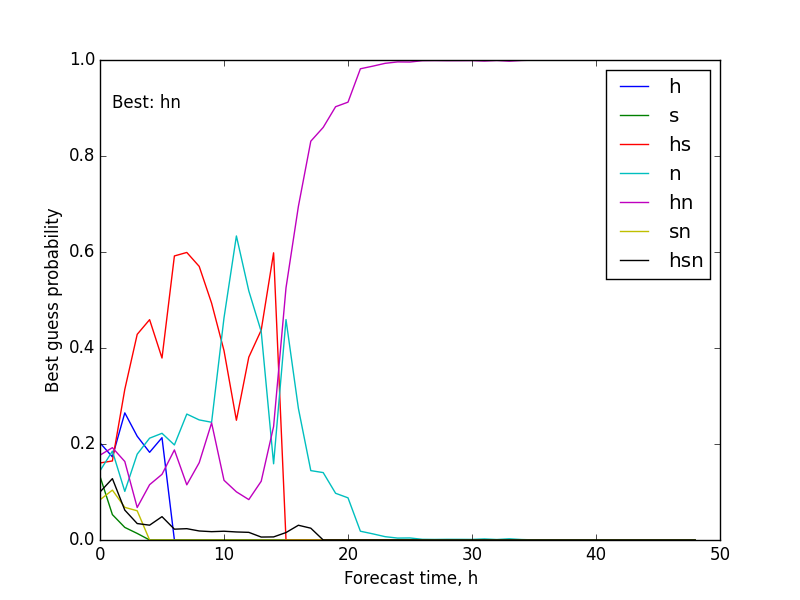 1.0
Best: hn
0.8
0.6
0.4
0.2
0.0
Best guess probability
h
s
hs
n
hn
sn
hsn
0 10 20 30 40 50
Forecast time, h